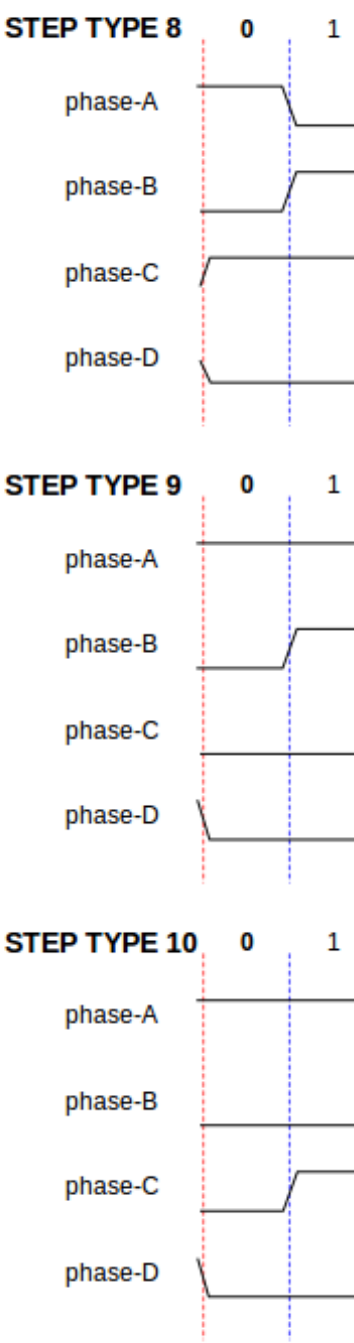 STEP TYPE 8 0 1
phase-A
phase-B
phase-C
phase-D
STEP TYPE 9 0 1
phase-A
phase-B
phase-C
phase-D
STEP TYPE 10 0 1
phase-A
phase-B
phase-C
phase-D